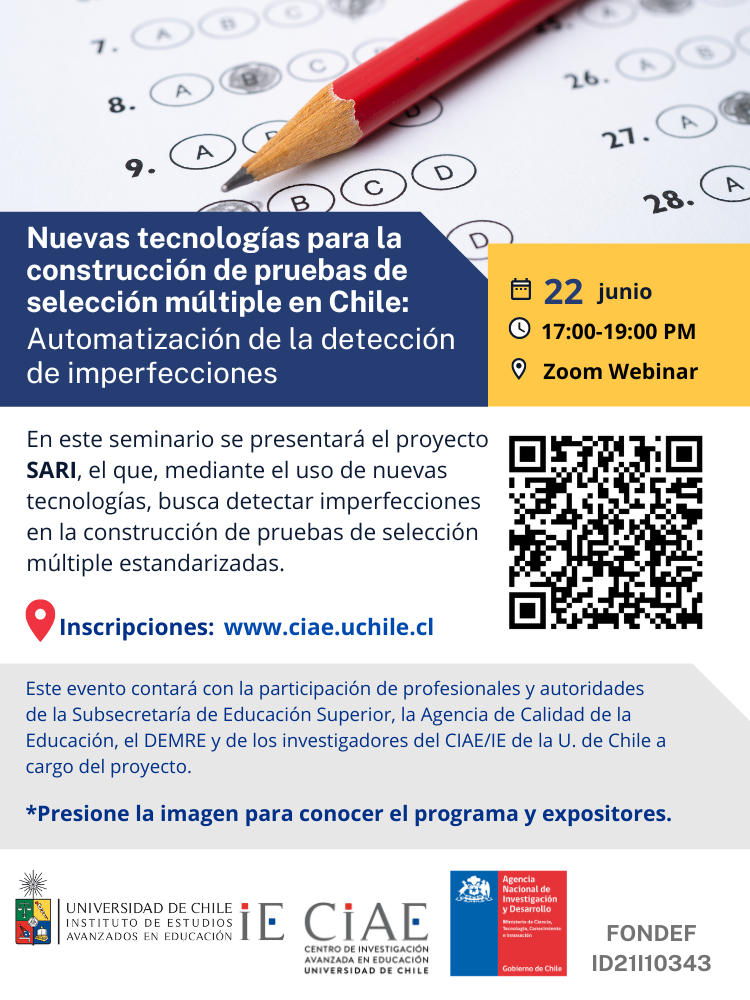 7. A B C
8. A B C
9. A B
B C D
D
26. A B
27. A
28. A
Nuevas tecnologías para la
construcción de pruebas de
selección múltiple en Chile:
Automatización de la detección
de imperfecciones
22 junio
17:00-19:00 PM
Zoom Webinar
En este seminario se presentará el proyecto
SARI, el que, mediante el uso de nuevas
tecnologías, busca detectar imperfecciones
en la construcción de pruebas de selección
múltiple estandarizadas.
Inscripciones: www.ciae.uchile.cl
Este evento contará con la participación de profesionales y autoridades
de la Subsecretaría de Educación Superior, la Agencia de Calidad de la
Educación, el DEMRE y de los investigadores del CIAE/IE de la U. de Chile a
cargo del proyecto.
*Presione la imagen para conocer el programa y expositores.
UNIVERSIDAD DE CHILE
INSTITUTO DE ESTUDIOS
AVANZADOS EN EDUCACIÓN
iE
CiAE
CENTRO DE INVESTIGACIÓN
AVANZADA EN EDUCACIÓN
UNIVERSIDAD DE CHILE
Agencia
Nacional de
Investigación
y Desarrollo
Ministerio de Ciencia,
Tecnología, Conocimiento
e Innovación
Gobierno de Chile
FONDEF
ID21I10343